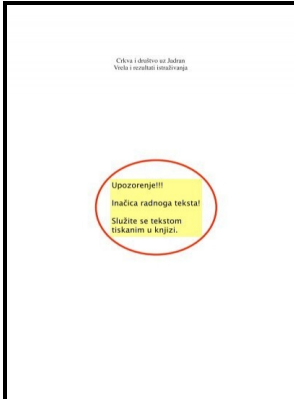 Crkva i društvo uz Jadran
Vrela i rezultati istraživanja
Upozorenje!!!
Inačica radnoga teksta!
Služite se tekstom
tiskanim u knjizi.